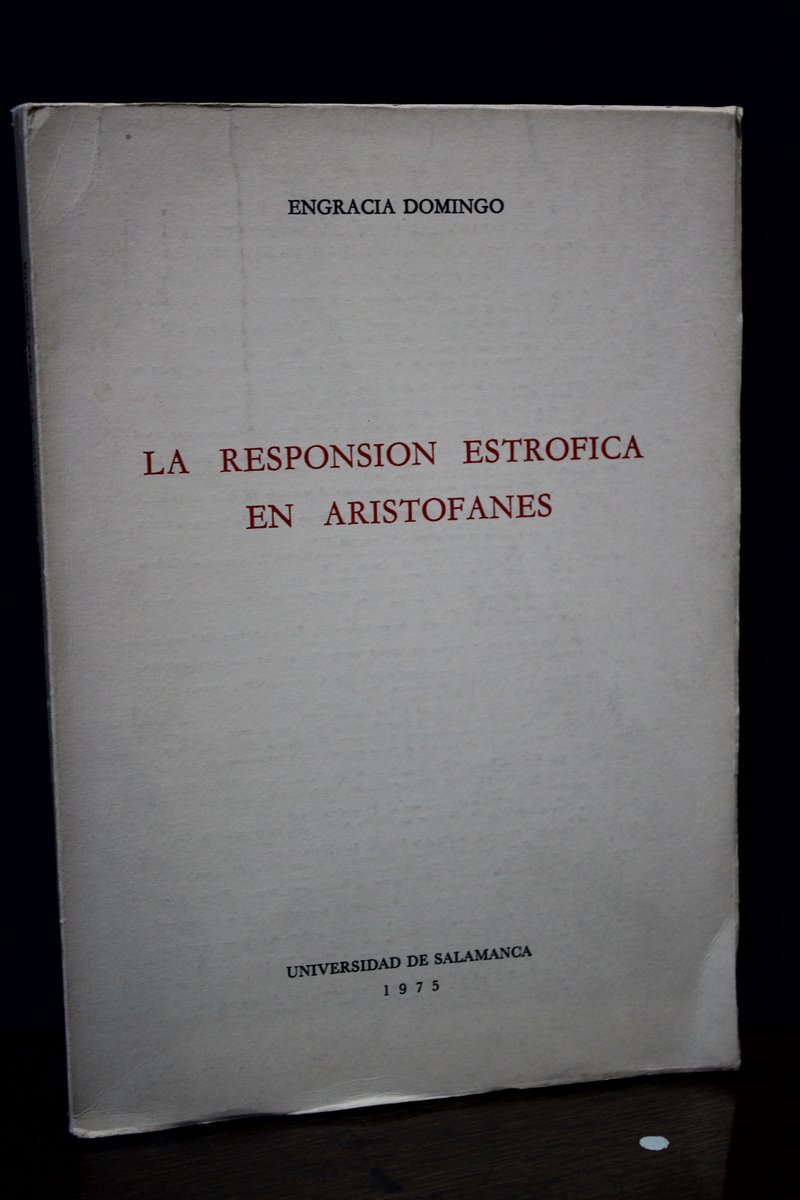 ENGRACIA DOMINGO
LA RESPONSION ESTROFICA
EN ARISTOFANES
UNIVERSIDAD DE SALAMANCA
1975